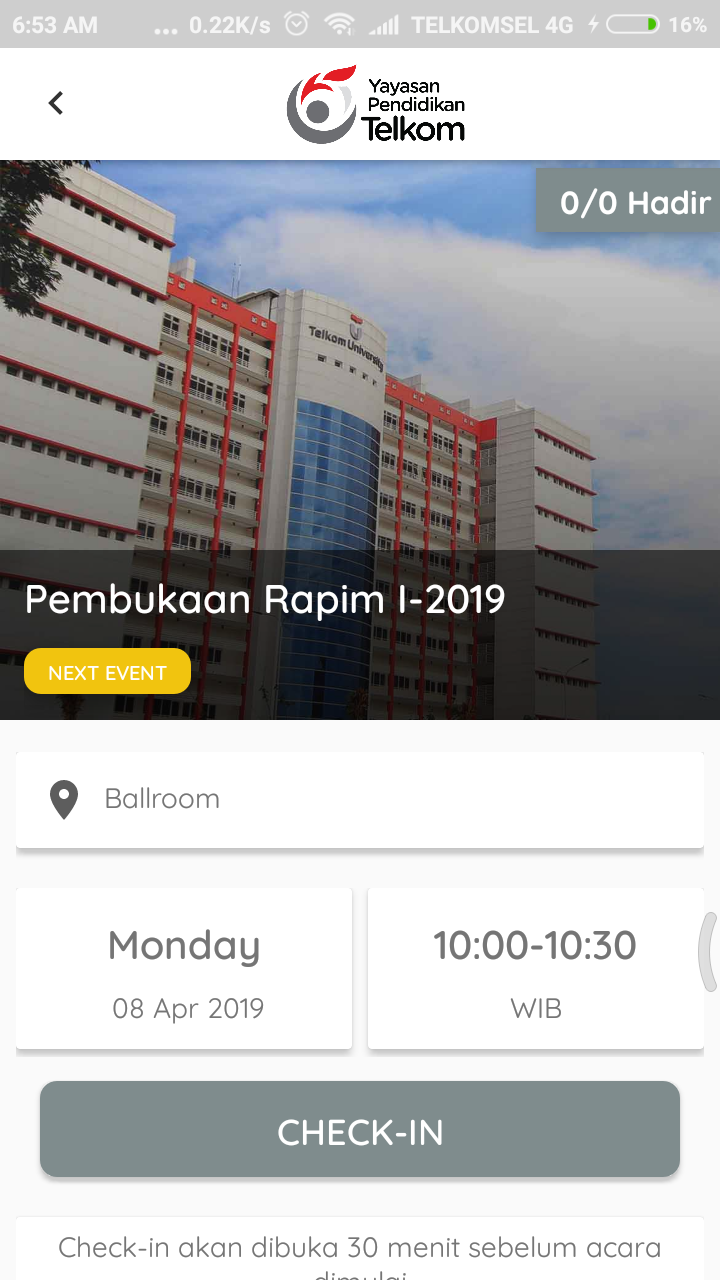 6:53 AM ... 0.22K/s TELKOMSEL 4G 16%
Yayasan
Pendidikan
Telkom
0/0 Hadir
Telkom University
Pembukaan Rapim I-2019
NEXT EVENT
Ballroom
Monday
08 Apr 2019
10:00-10:30
WIB
CHECK-IN
Check-in akan dibuka 30 menit sebelum acara
dimulai